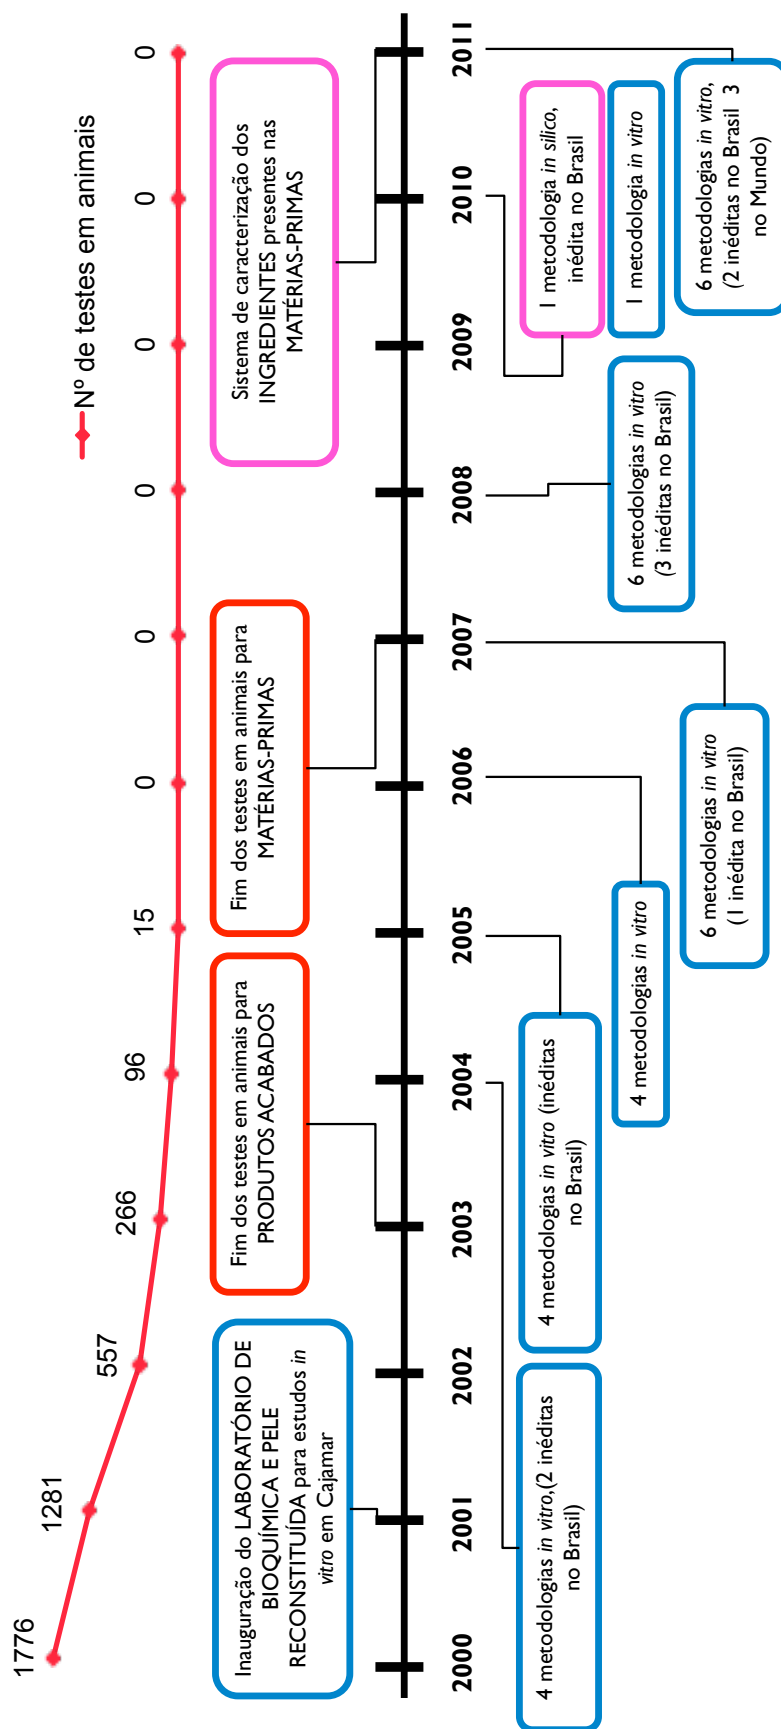 1776
1281
557
266
96
15
0
0
0
0
0
0
Nº de testes em animais
Inauguração do LABORATÓRIO DE
BIOQUÍMICA E PELE
RECONSTITUÍDA para estudos in
vitro em Cajamar
Fim dos testes em animais para
PRODUTOS ACABADOS
Fim dos testes em animais para
MATÉRIAS-PRIMAS
Sistema de caracterização dos
INGREDIENTES presentes nas
MATÉRIAS-PRIMAS
2000
2001
2002
2003
2004
2005
2006
2007
2008
2009
2010
2011
4 metodologias in vitro,(2 inéditas
no Brasil)
4 metodologias in vitro (inéditas
no Brasil)
4 metodologias in vitro
6 metodologias in vitro
(1 inédita no Brasil)
6 metodologias in vitro
(3 inéditas no Brasil)
1 metodologia in silico,
inédita no Brasil
1 metodologia in vitro
6 metodologias in vitro,
(2 inéditas no Brasil 3
no Mundo)